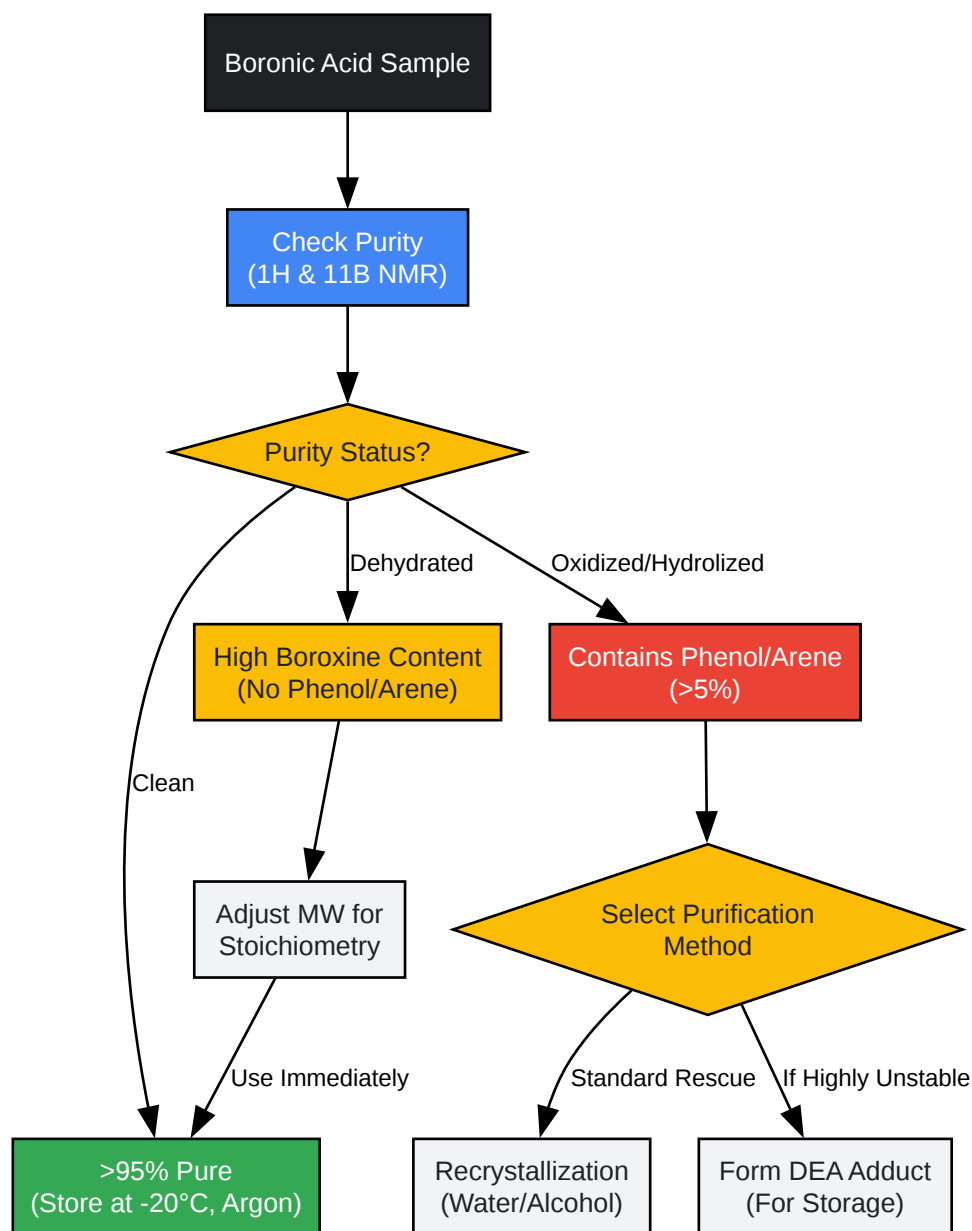 Boronic Acid Sample
Check Purity
(1H & 11B NMR)
Purity Status?
Dehydrated
Oxidized/Hydrolized
High Boroxine Content
(No Phenol/Arene)
Contains Phenol/Arene
(>5%)
Clean
Adjust MW for
Stoichiometry
Select Purification
Method
Use Immediately
Standard Rescue
If Highly Unstable
>95% Pure
(Store at -20°C, Argon)
Recrystallization
(Water/Alcohol)
Form DEA Adduct
(For Storage)